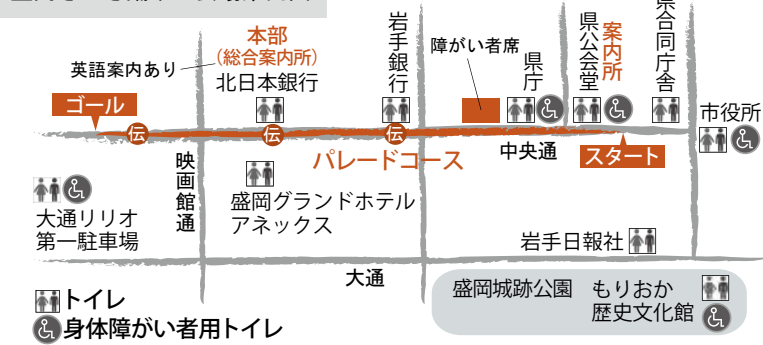 本部
(総合案内所)
英語案内あり
北日本銀行
岩手銀行
障がい者席
県庁
県公会堂
案内所
県合同庁舎
市役所
ゴール
伝
伝
伝
パレードコース
中央通
スタート
映画館通
盛岡グランドホテル
アネックス
大通リリオ
第一駐車場
岩手日報社
大通
盛岡城跡公園
もりおか
歴史文化館
トイレ
身体障がい者用トイレ